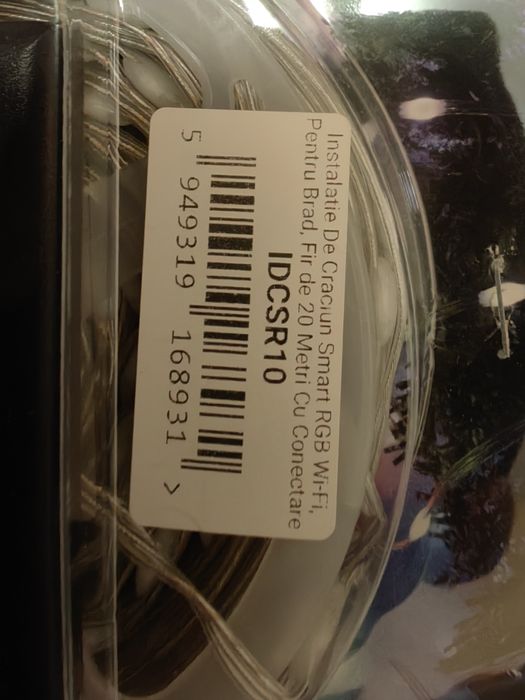 Instalatie De Craciun Smart RGB Wi-Fi,
Pentru Brad, Fir de 20 Metri Cu Conectare
IDCSR10
5 949319 168931 >